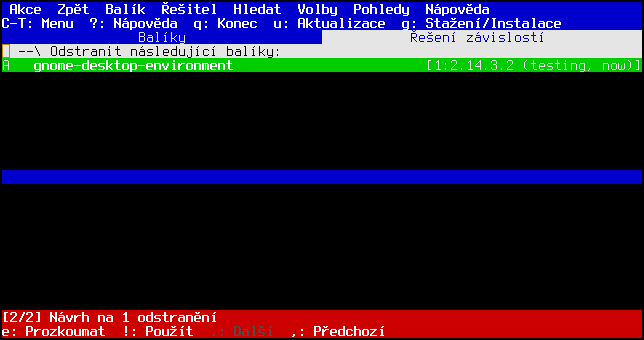 Akce Zpět Balík Řešitel Hledat Volby Pohledy Nápověda
C-T: Menu ?: Nápověda q: Konec u: Aktualizace g: Stažení/Instalace
Balíky Řešení závislostí
--\ Odstranit následující balíky:
A gnome-desktop-environment [1:2.14.3.2 (testing, now)]
[2/2] Návrh na 1 odstranění
e: Prozkoumat !: Použít .: Další ,: Předchozí